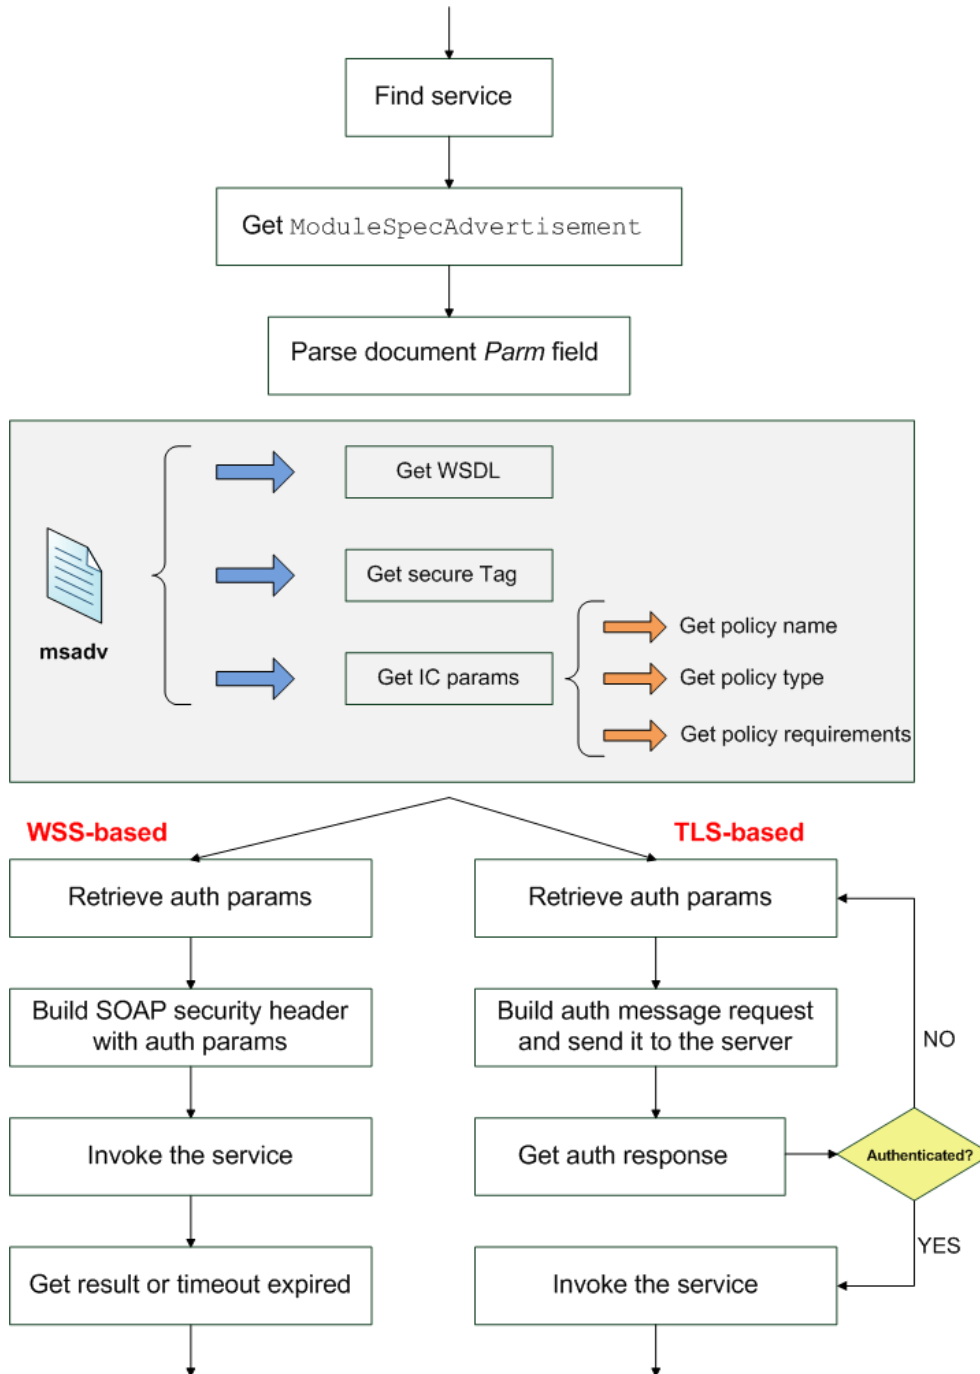 Find service
Get ModuleSpecAdvertisement
Parse document Parm field
Get WSDL
Get secure Tag
msadv
Get IC params
Get policy name
Get policy type
Get policy requirements
WSS-based
TLS-based
Retrieve auth params
Retrieve auth params
Build SOAP security header
with auth params
Build auth message request
and send it to the server
NO
Invoke the service
Get auth response
Authenticated?
YES
Get result or timeout expired
Invoke the service